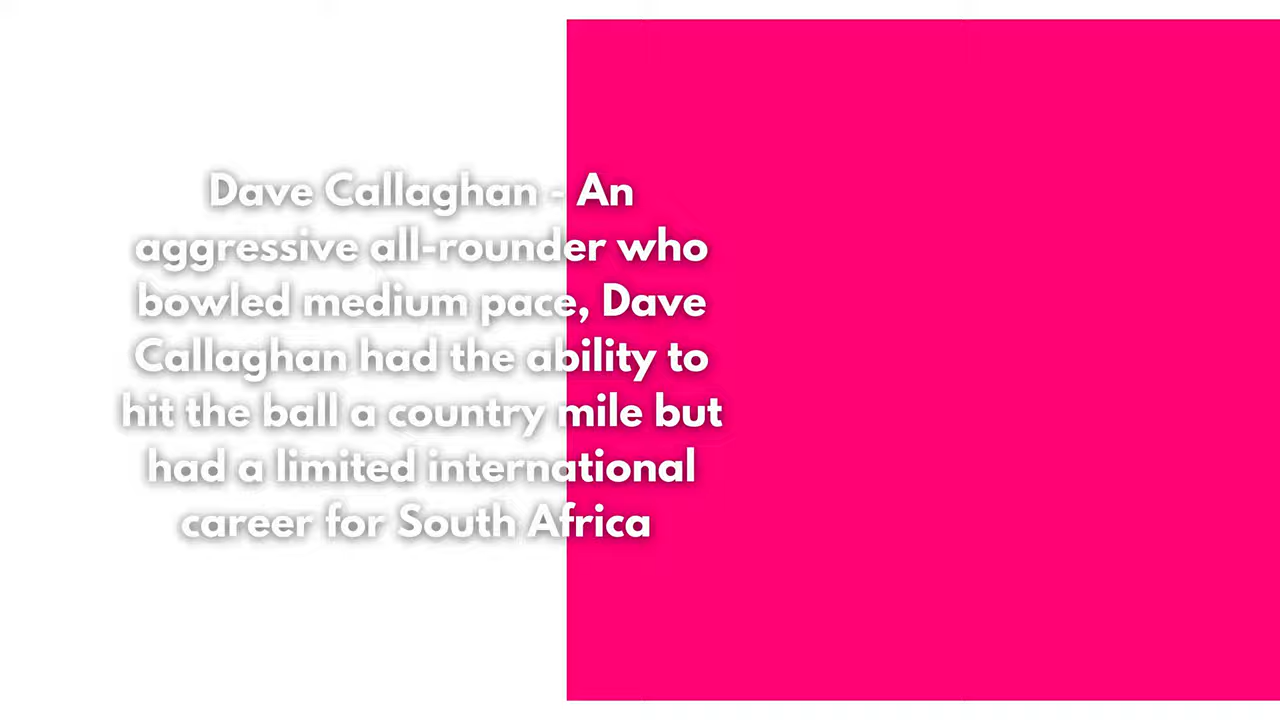 Dave Callaghan - An
aggressive all-rounder who
bowled medium pace, Dave
Callaghan had the ability to
hit the ball a country mile but
had a limited international
career for South Africa